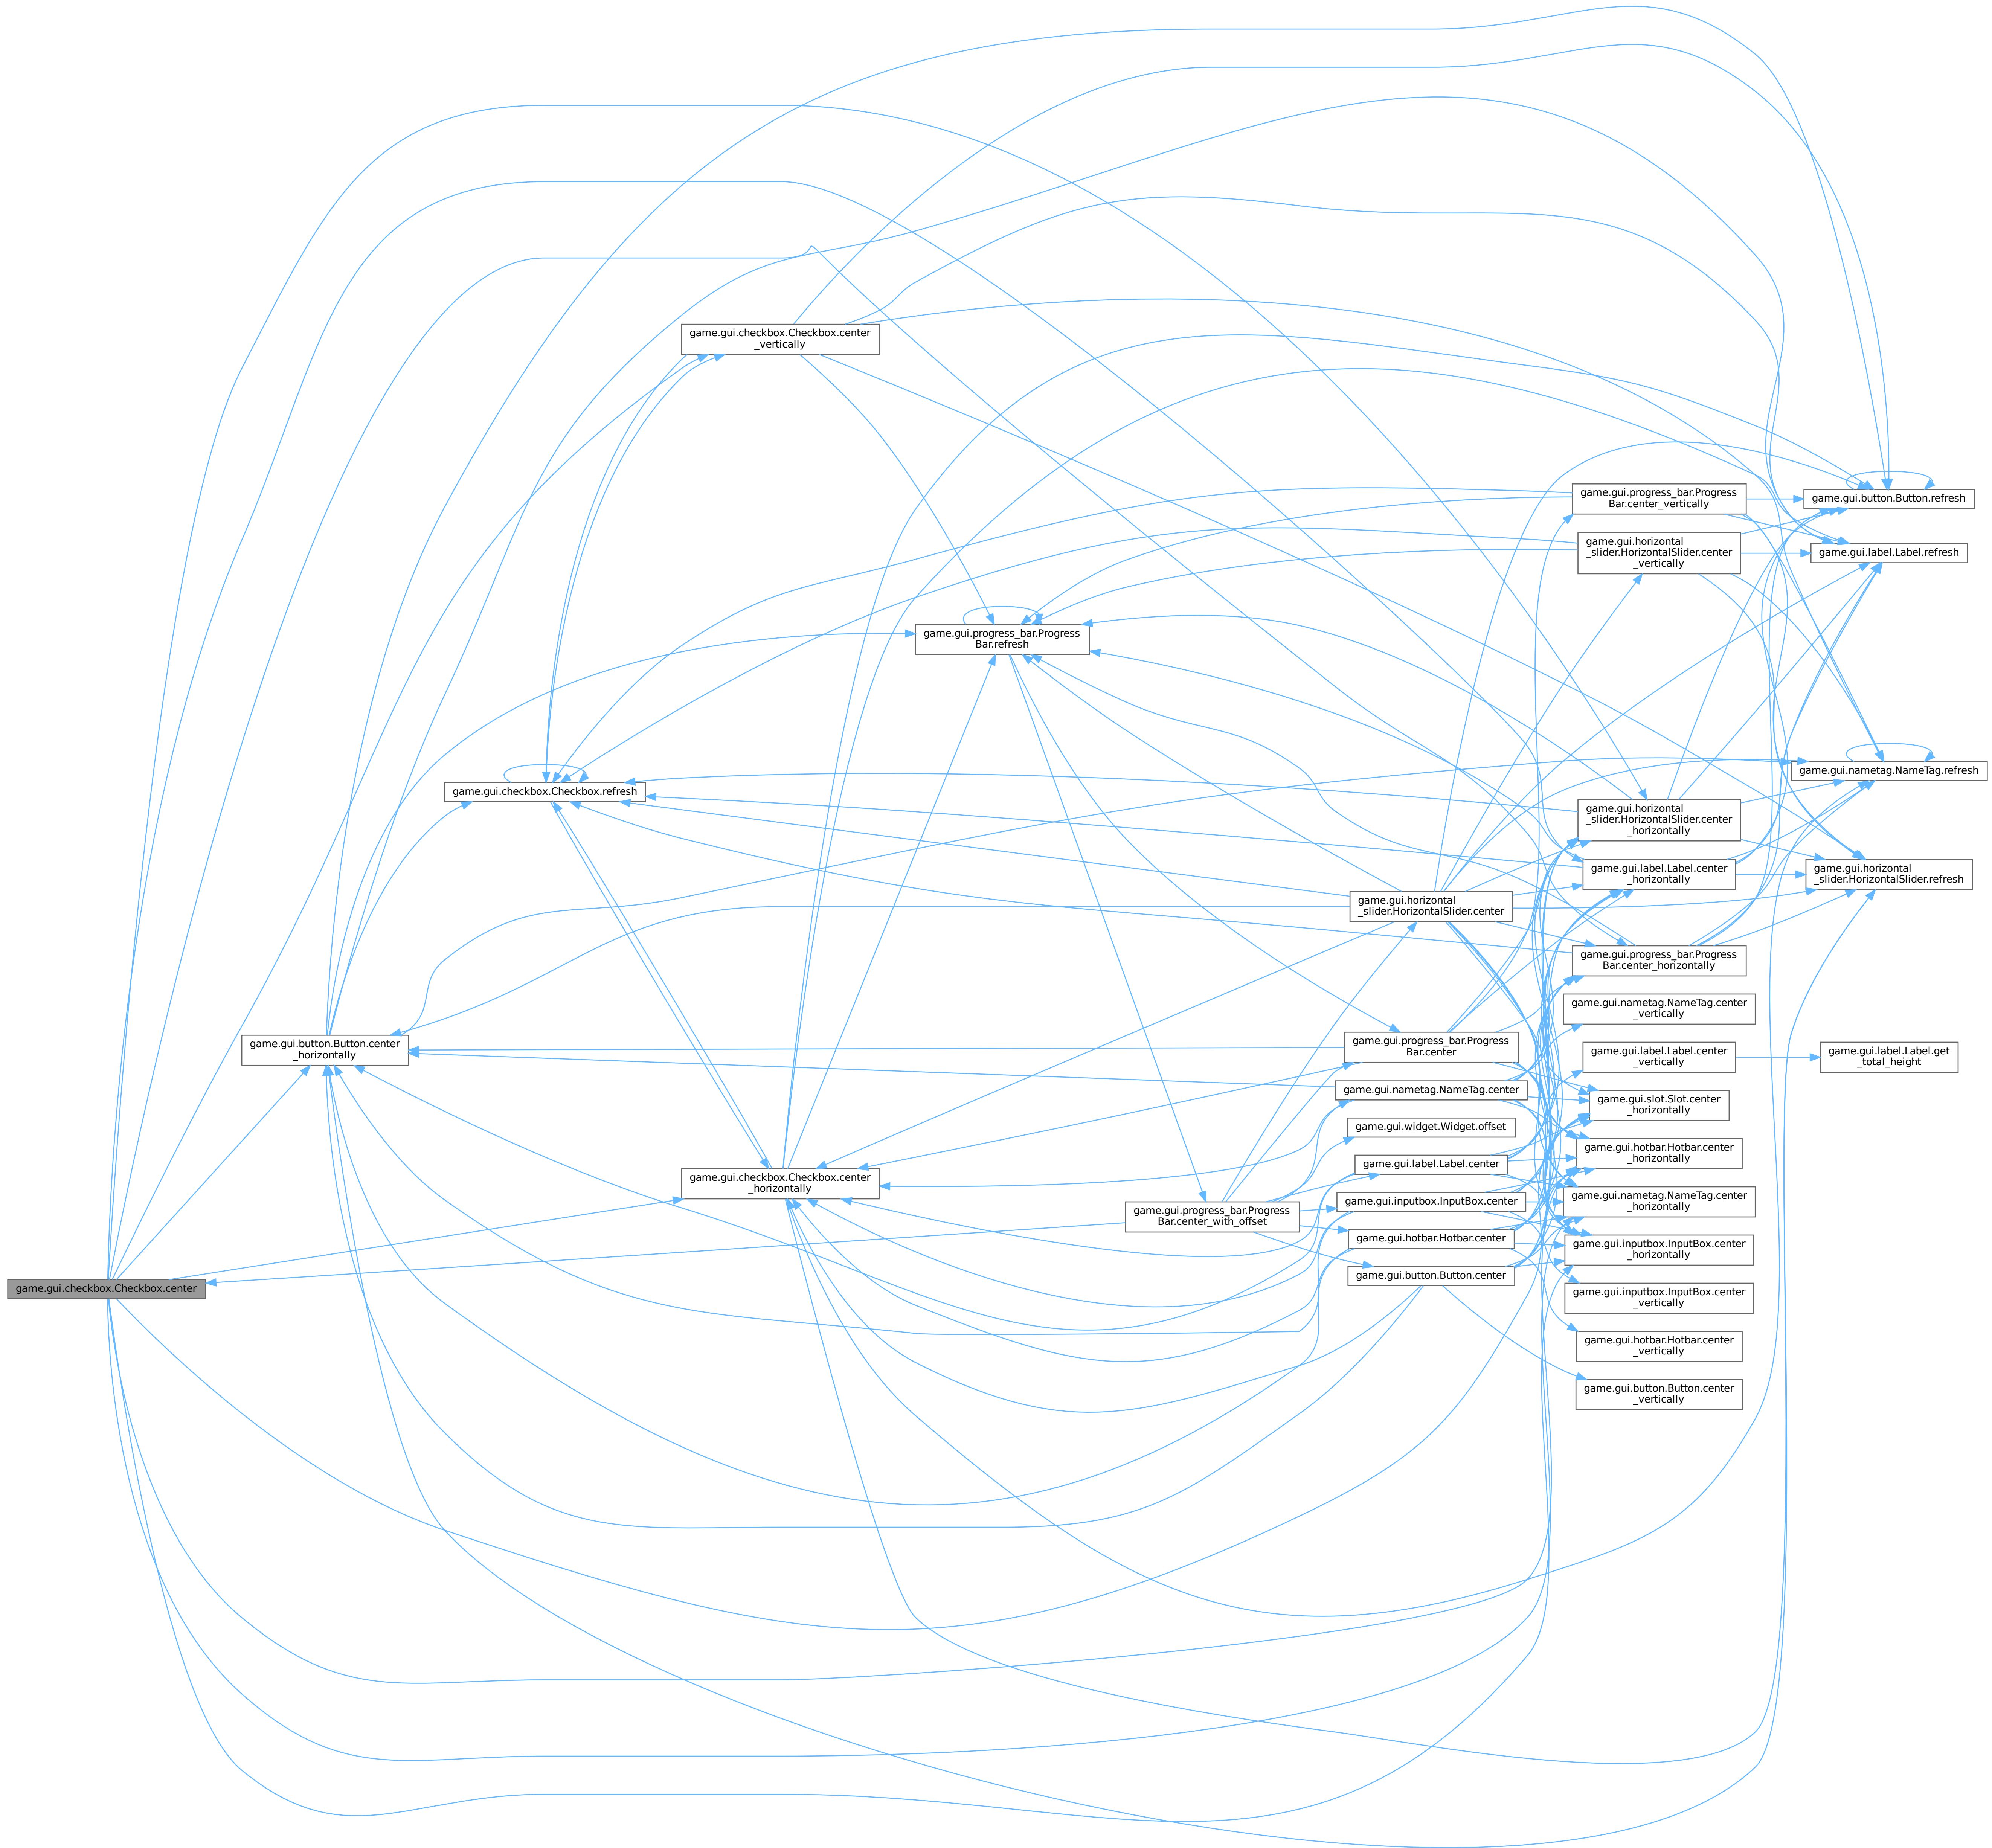 game.gui.checkbox.Checkbox.center
_vertically
game.gui.progress_bar.Progress
Bar.center_vertically
game.gui.button.Button.refresh
game.gui.horizontal
_slider.HorizontalSlider.center
_vertically
game.gui.label.Label.refresh
game.gui.progress_bar.Progress
Bar.refresh
game.gui.nametag.NameTag.refresh
game.gui.checkbox.Checkbox.refresh
game.gui.horizontal
_slider.HorizontalSlider.center
_horizontally
game.gui.label.Label.center
_horizontally
game.gui.horizontal
_slider.HorizontalSlider.refresh
game.gui.horizontal
_slider.HorizontalSlider.center
game.gui.progress_bar.Progress
Bar.center_horizontally
game.gui.nametag.NameTag.center
_vertically
game.gui.button.Button.center
_horizontally
game.gui.progress_bar.Progress
Bar.center
game.gui.label.Label.center
_vertically
game.gui.label.Label.get
_total_height
game.gui.nametag.NameTag.center
game.gui.slot.Slot.center
_horizontally
game.gui.widget.Widget.offset
game.gui.hotbar.Hotbar.center
_horizontally
game.gui.label.Label.center
game.gui.checkbox.Checkbox.center
_horizontally
game.gui.inputbox.InputBox.center
game.gui.nametag.NameTag.center
_horizontally
game.gui.progress_bar.Progress
Bar.center_with_offset
game.gui.hotbar.Hotbar.center
game.gui.inputbox.InputBox.center
_horizontally
game.gui.button.Button.center
game.gui.checkbox.Checkbox.center
game.gui.inputbox.InputBox.center
_vertically
game.gui.hotbar.Hotbar.center
_vertically
game.gui.button.Button.center
_vertically